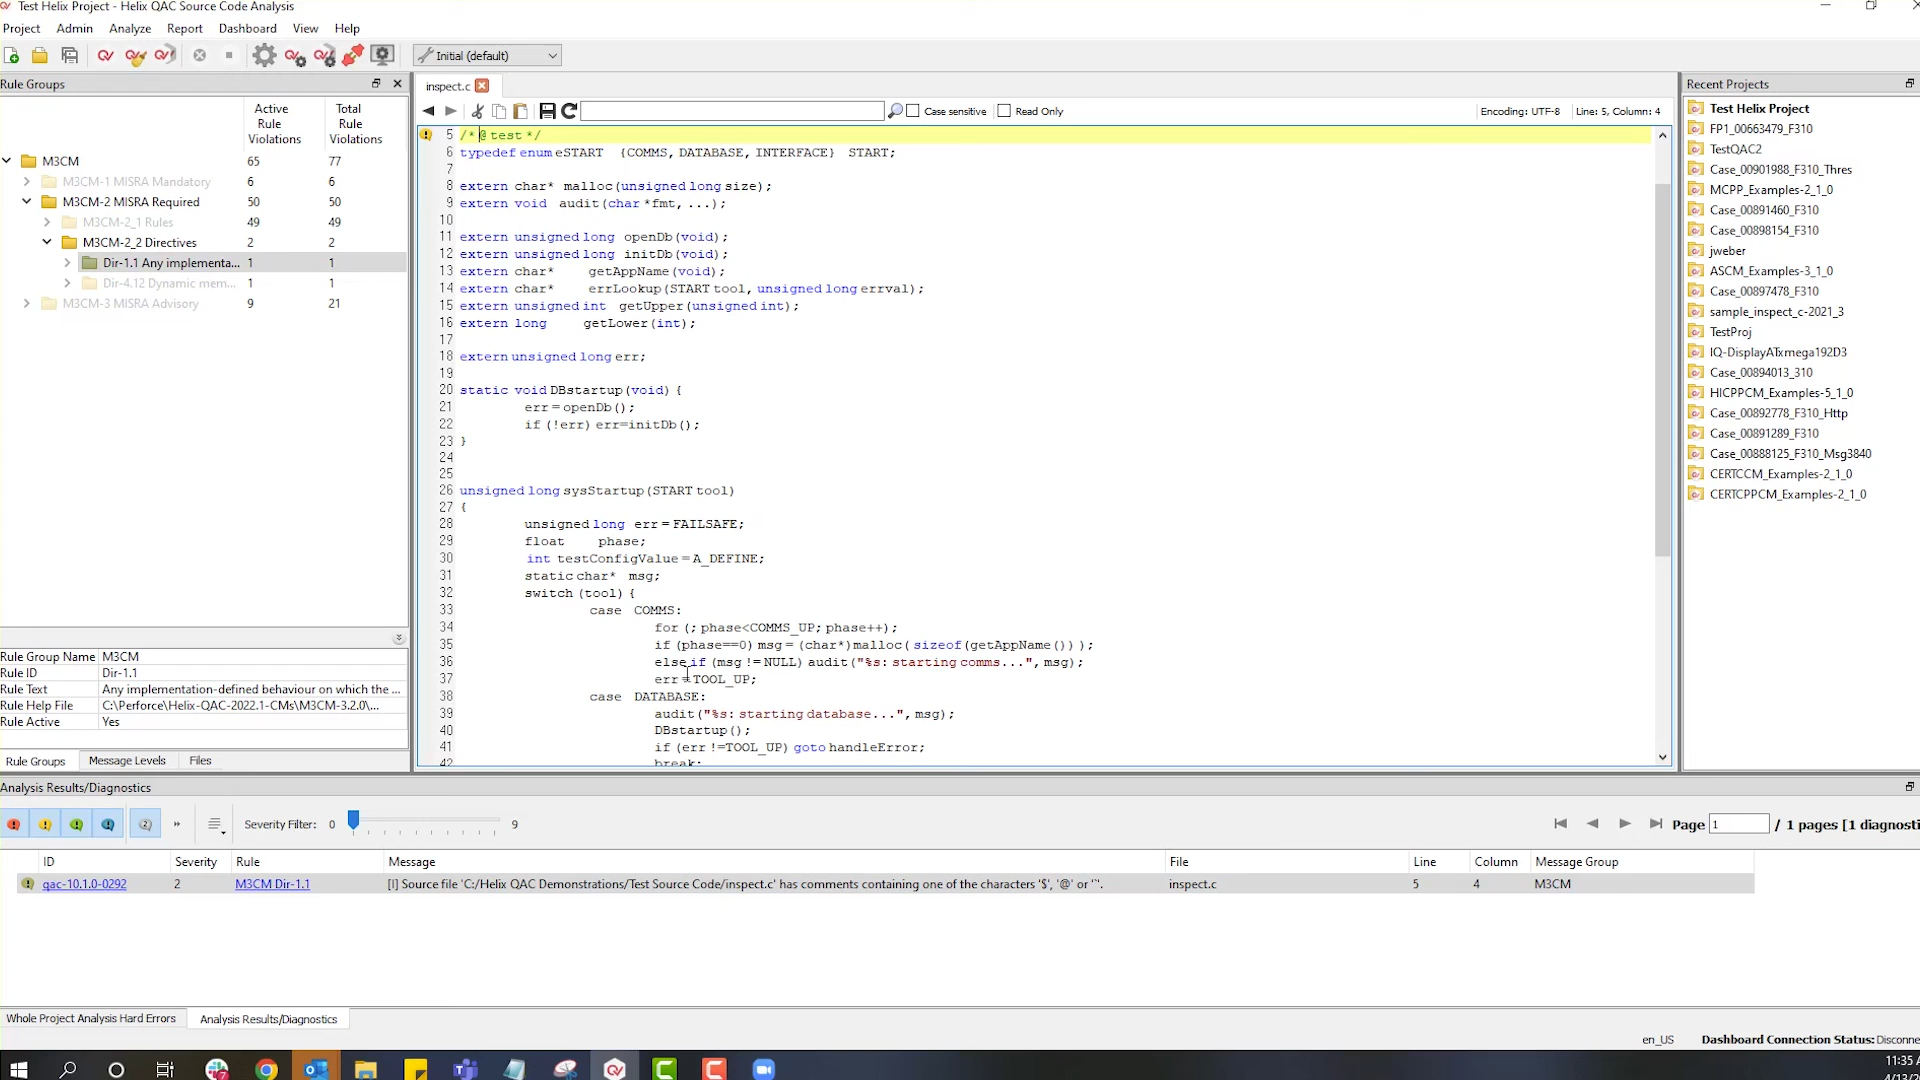 Test Helix Project - Helix QAC Source Code Analysis
Project Admin Analyze Report Dashboard View Help
Initial (default)
Rule Groups
Active Rule Violations
Total Rule Violations
M3CM 65 77
M3CM-1 MISRA Mandatory 6 6
M3CM-2 MISRA Required 50 50
M3CM-2_1 Rules 49 49
M3CM-2_2 Directives 2 2
Dir-1.1 Any implementa... 1 1
Dir-4.12 Dynamic mem... 1 1
M3CM-3 MISRA Advisory 9 21
Rule Group Name M3CM
Rule ID Dir-1.1
Rule Text Any implementation-defined behaviour on which the ...
Rule Help File C:\Perforce\Helix-QAC-2022.1-CMs\M3CM-3.2.0\...
Rule Active Yes
Rule Groups Message Levels Files
inspect.c
Case sensitive Read Only Encoding: UTF-8 Line: 5, Column: 4
5 /* @ test */
6 typedef enum eSTART {COMMS, DATABASE, INTERFACE} START;
7
8 extern char* malloc(unsigned long size);
9 extern void audit(char *fmt, ...);
10
11 extern unsigned long openDb(void);
12 extern unsigned long initDb(void);
13 extern char* getAppName(void);
14 extern char* errLookup(START tool, unsigned long errval);
15 extern unsigned int getUpper(unsigned int);
16 extern long getLower(int);
17
18 extern unsigned long err;
19
20 static void DBstartup(void) {
21 err = openDb();
22 if (!err) err=initDb();
23 }
24
25
26 unsigned long sysStartup(START tool)
27 {
28 unsigned long err = FAILSAFE;
29 float phase;
30 int testConfigValue = A_DEFINE;
31 static char* msg;
32 switch (tool) {
33 case COMMS:
34 for (; phase<COMMS_UP; phase++);
35 if (phase==0) msg = (char*)malloc( sizeof(getAppName()) );
36 else if (msg != NULL) audit("%s: starting comms...", msg);
37 err = TOOL_UP;
38 case DATABASE:
39 audit("%s: starting database...", msg);
40 DBstartup();
41 if (err !=TOOL_UP) goto handleError;
42 break;
Recent Projects
Test Helix Project
FP1_00663479_F310
TestQAC2
Case_00901988_F310_Thres
MCPP_Examples-2_1_0
Case_00891460_F310
Case_00898154_F310
jweber
ASCM_Examples-3_1_0
Case_00897478_F310
sample_inspect_c-2021_3
TestProj
IQ-DisplayATxmega192D3
Case_00894013_310
HICPPCM_Examples-5_1_0
Case_00892778_F310_Http
Case_00891289_F310
Case_00888125_F310_Msg3840
CERTCCM_Examples-2_1_0
CERTCPPCM_Examples-2_1_0
Analysis Results/Diagnostics
Severity Filter: 0 9 Page 1 / 1 pages [1 diagnosti
ID Severity Rule Message File Line Column Message Group
qac-10.1.0-0292 2 M3CM Dir-1.1 [I] Source file 'C:/Helix QAC Demonstrations/Test Source Code/inspect.c' has comments containing one of the characters '$', '@' or '`'. inspect.c 5 4 M3CM
Whole Project Analysis Hard Errors Analysis Results/Diagnostics
en_US Dashboard Connection Status: Disconne
11:35